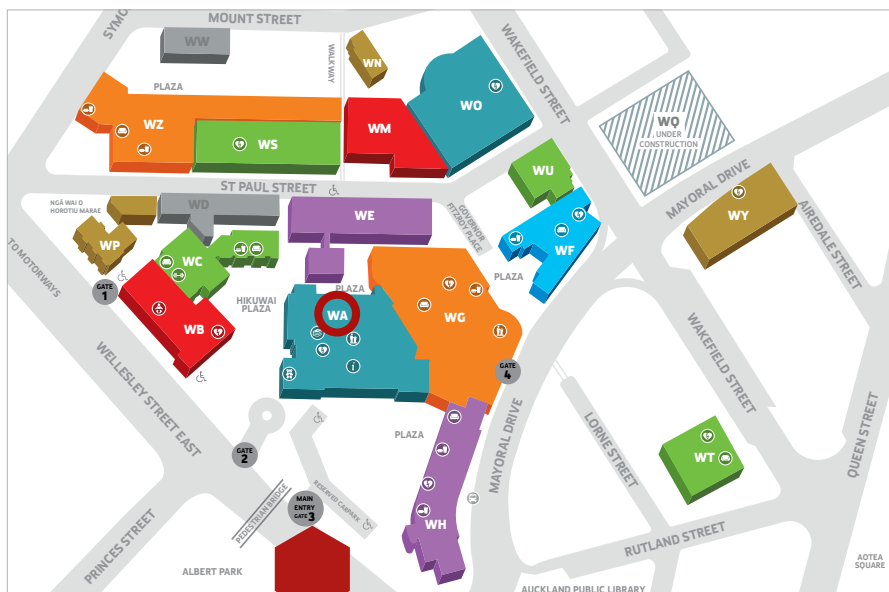 MOUNT STREET
SYMO
WW
WALKWAY
WN
WAKEFIELD STREET
PLAZA
WO
WZ
WS
WM
WQ
UNDER
CONSTRUCTION
WU
MAYORAL DRIVE
WY
AIREDALE STREET
ST PAUL STREET
NGĀ WAI O
HOROTIU MARAE
WD
WE
GOVERNOR
FITZROY PLACE
WP
WC
WF
PLAZA
TO MOTORWAYS
GATE
1
HIKUWAI
PLAZA
PLAZA
WA
WG
WB
i
GATE
4
WAKEFIELD STREET
WELLESLEY STREET EAST
MAYORAL DRIVE
LORNE STREET
QUEEN STREET
PLAZA
WT
GATE
2
PEDESTRIAN BRIDGE
RESERVED CARPARK
MAIN
ENTRY
GATE 3
WH
PRINCES STREET
RUTLAND STREET
ALBERT PARK
AUCKLAND PUBLIC LIBRARY
AOTEA
SQUARE